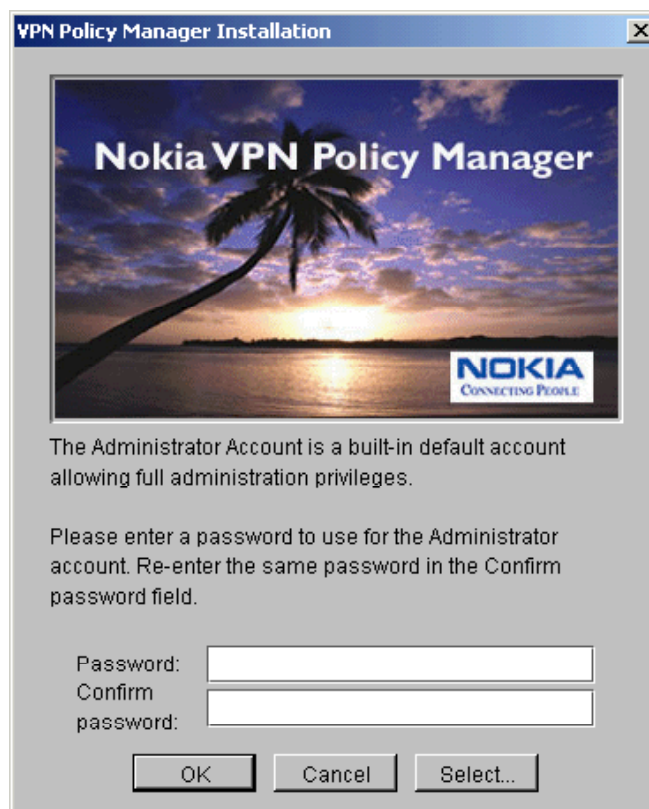 VPN Policy Manager Installation
Nokia VPN Policy Manager
NOKIA
CONNECTING PEOPLE
The Administrator Account is a built-in default account
allowing full administration privileges.
Please enter a password to use for the Administrator
account. Re-enter the same password in the Confirm
password field.
Password:
Confirm
password:
OK
Cancel
Select...